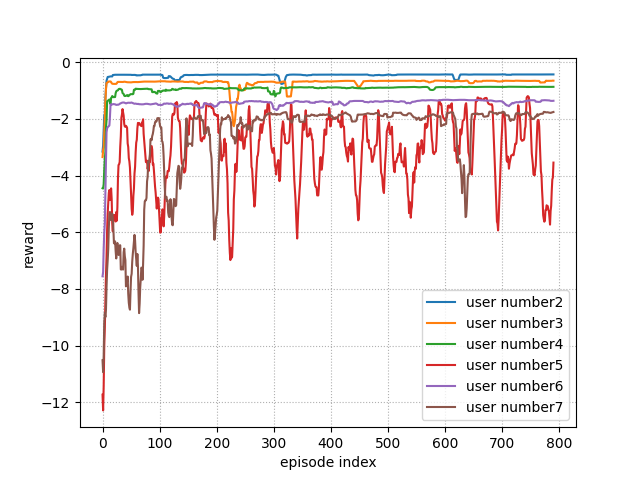 0
−2
−4
−6
−8
−10
−12
reward
0 100 200 300 400 500 600 700 800
episode index
user number2
user number3
user number4
user number5
user number6
user number7